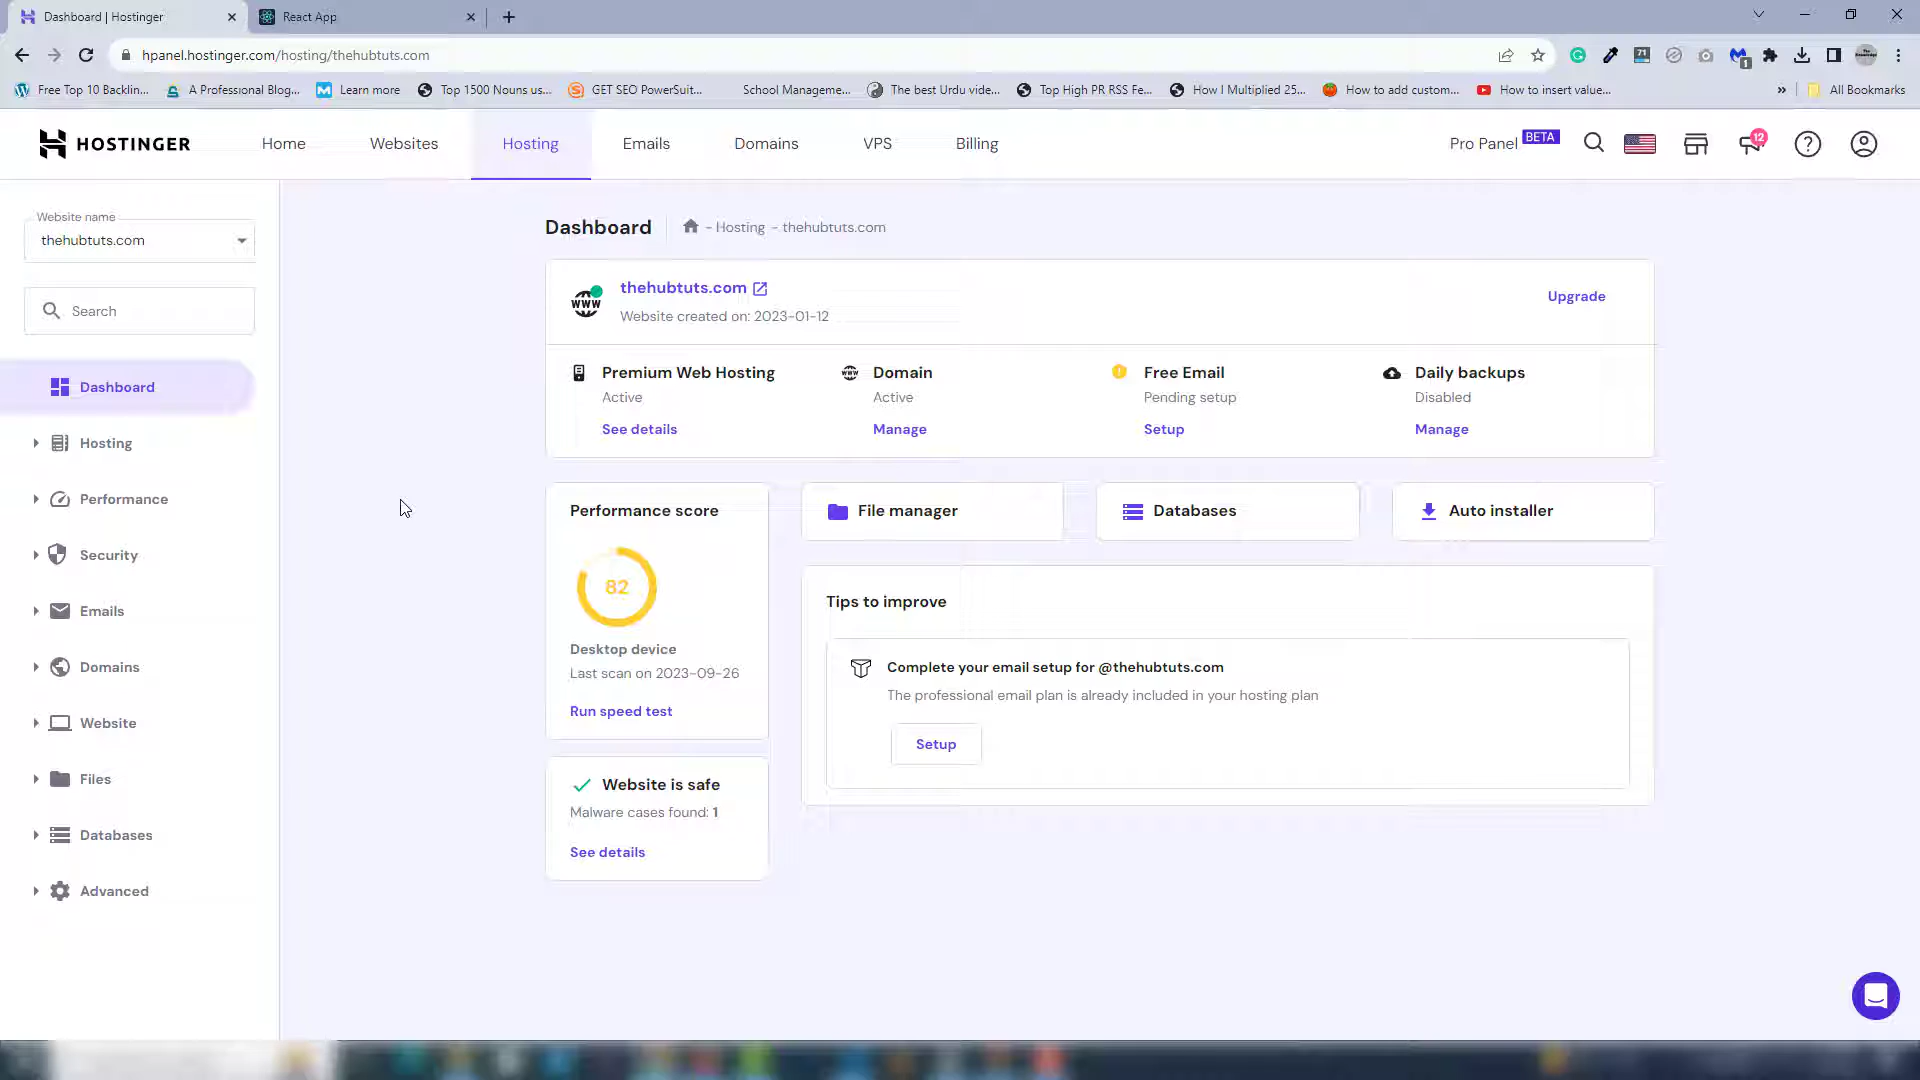 Dashboard | Hostinger
React App
hpanel.hostinger.com/hosting/thehubtuts.com
71
1
Free Top 10 Backlin...
A Professional Blog...
Learn more
Top 1500 Nouns us...
GET SEO PowerSuit...
School Manageme...
The best Urdu vide...
Top High PR RSS Fe...
How I Multiplied 25...
How to add custom...
How to insert value...
»
All Bookmarks
HOSTINGER
Home
Websites
Hosting
Emails
Domains
VPS
Billing
Pro Panel BETA
12
Website name
thehubtuts.com
Search
Dashboard
Hosting
Performance
Security
Emails
Domains
Website
Files
Databases
Advanced
Dashboard
- Hosting - thehubtuts.com
www
thehubtuts.com
Website created on: 2023-01-12
Upgrade
Premium Web Hosting
Active
See details
www
Domain
Active
Manage
Free Email
Pending setup
Setup
Daily backups
Disabled
Manage
Performance score
82
Desktop device
Last scan on 2023-09-26
Run speed test
Website is safe
Malware cases found: 1
See details
File manager
Databases
Auto installer
Tips to improve
Complete your email setup for @thehubtuts.com
The professional email plan is already included in your hosting plan
Setup